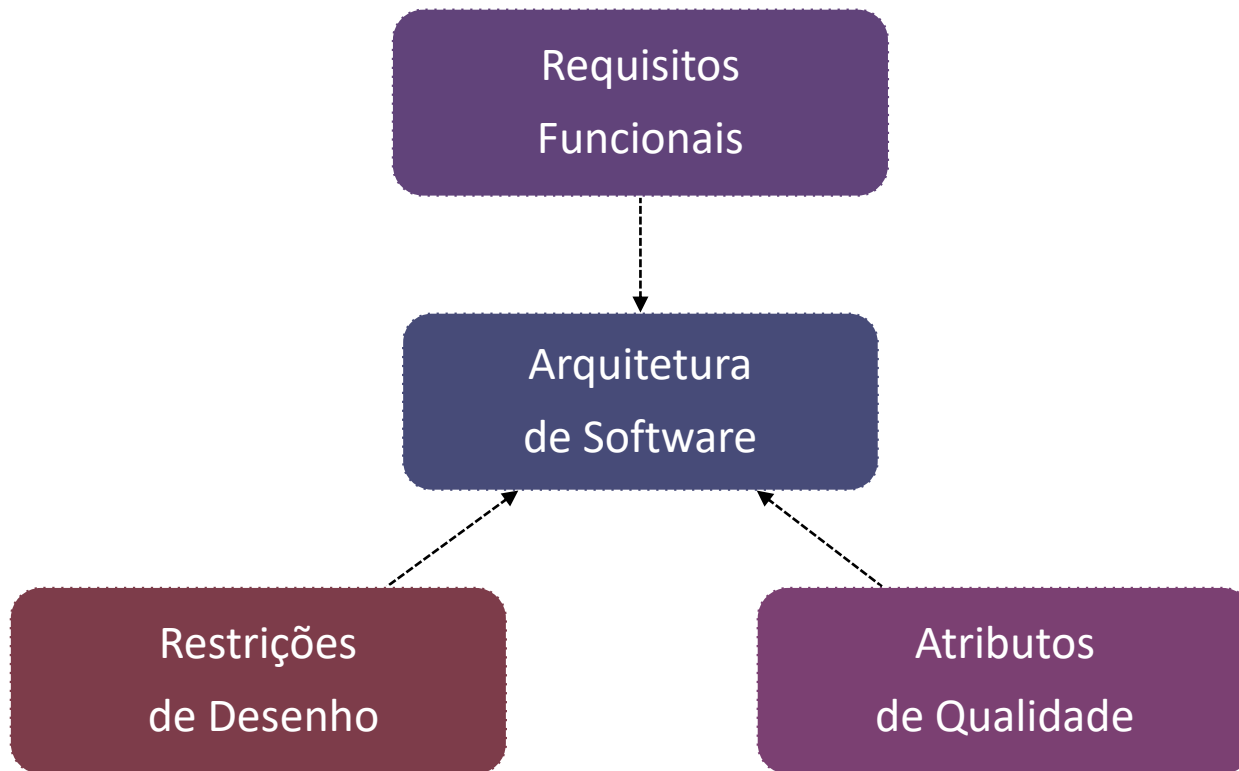 Requisitos
Funcionais
Arquitetura
de Software
Restrições
de Desenho
Atributos
de Qualidade